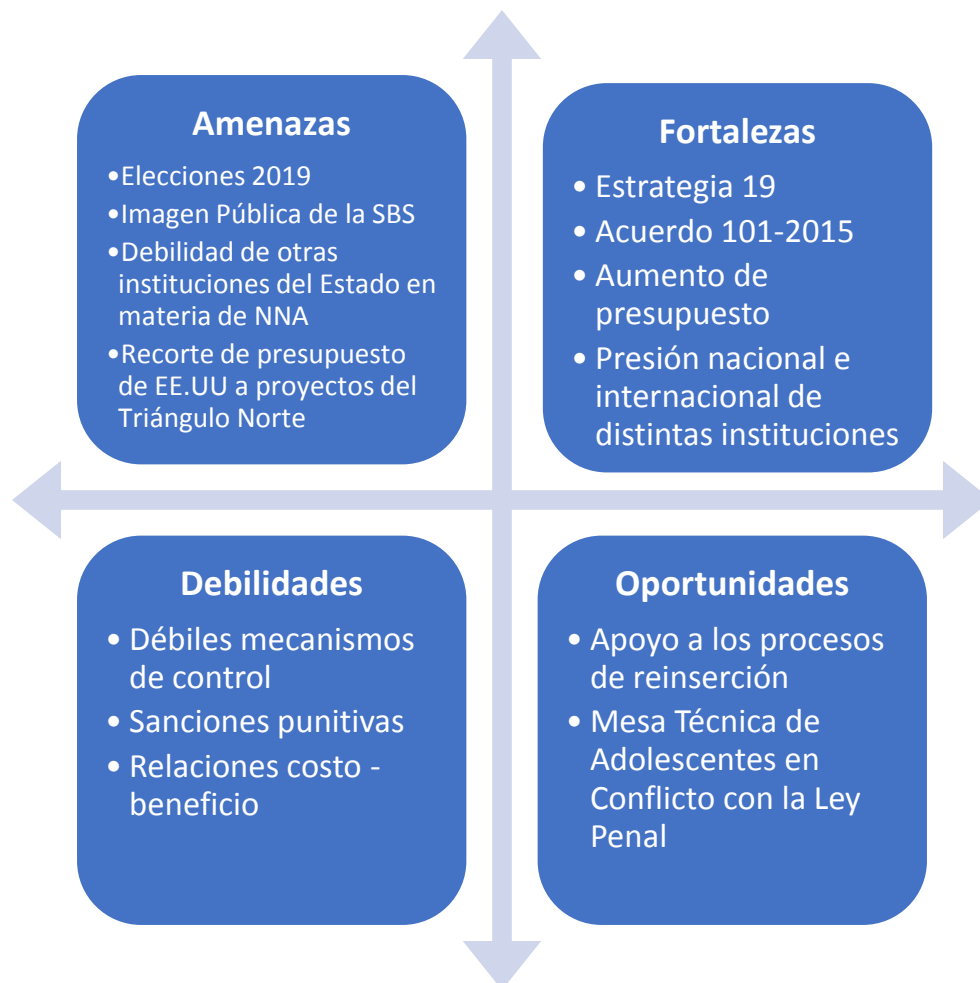 Amenazas
•Elecciones 2019
•Imagen Pública de la SBS
•Debilidad de otras
instituciones del Estado en
materia de NNA
•Recorte de presupuesto
de EE.UU a proyectos del
Triángulo Norte
Fortalezas
• Estrategia 19
• Acuerdo 101-2015
• Aumento de
presupuesto
• Presión nacional e
internacional de
distintas instituciones
Debilidades
• Débiles mecanismos
de control
• Sanciones punitivas
• Relaciones costo -
beneficio
Oportunidades
• Apoyo a los procesos
de reinserción
• Mesa Técnica de
Adolescentes en
Conflicto con la Ley
Penal